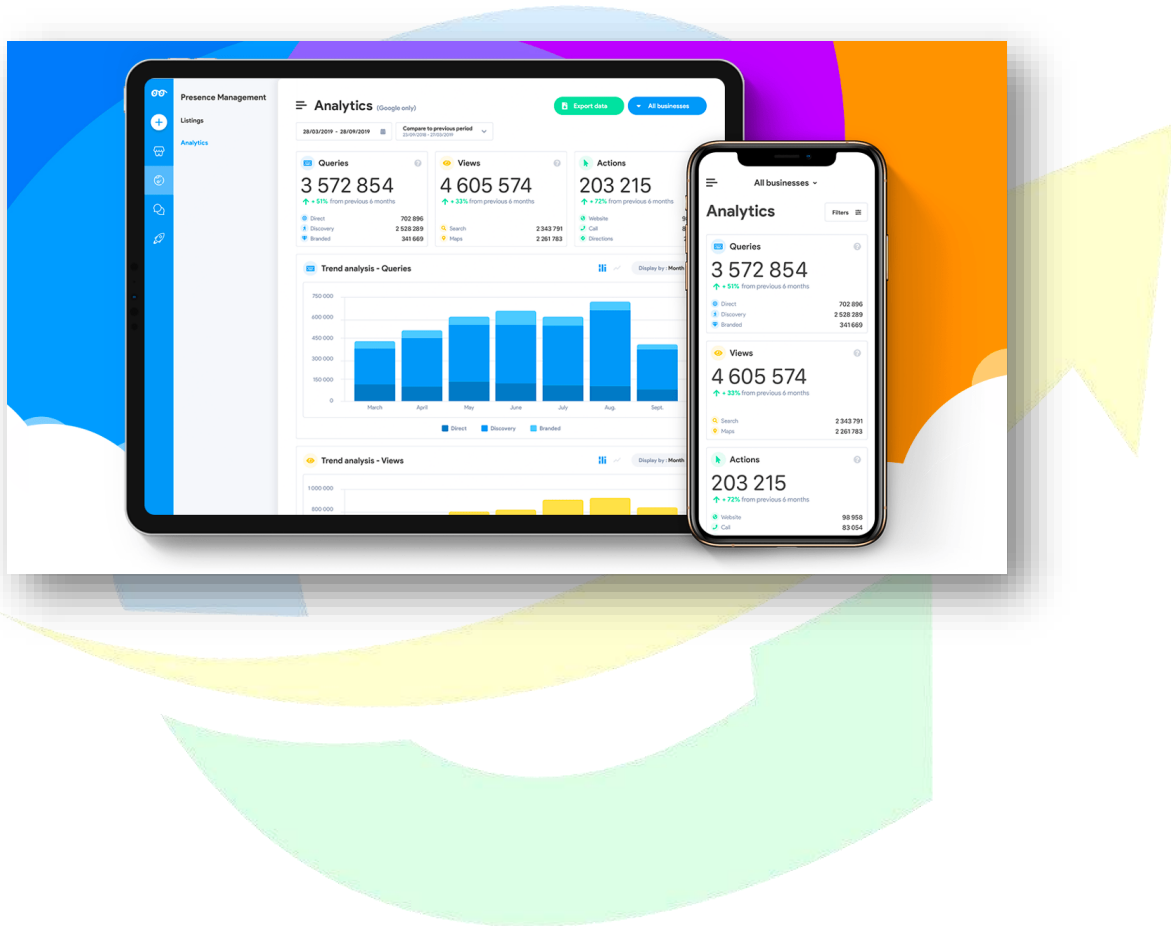 Presence Management
Listings
Analytics
Analytics (Google only)
Export data
All businesses
28/03/2019 - 28/09/2019
Compare to previous period
Queries
3 572 854
+ 51% from previous 6 months
Direct 702 896
Discovery 2 528 289
Branded 341 669
Views
4 605 574
+ 33% from previous 6 months
Search 2 343 791
Maps 2 261 783
Actions
203 215
+ 72% from previous 6 months
Website
Call
Directions
Trend analysis - Queries
Display by : Month
750 000
600 000
450 000
300 000
150 000
0
March April May June July Aug. Sept.
Direct Discovery Branded
Trend analysis - Views
Display by : Month
1 000 000
800 000
All businesses
Analytics
Filters
Queries
3 572 854
+ 51% from previous 6 months
Direct 702 896
Discovery 2 528 289
Branded 341 669
Views
4 605 574
+ 33% from previous 6 months
Search 2 343 791
Maps 2 261 783
Actions
203 215
+ 72% from previous 6 months
Website 98 958
Call 83 054